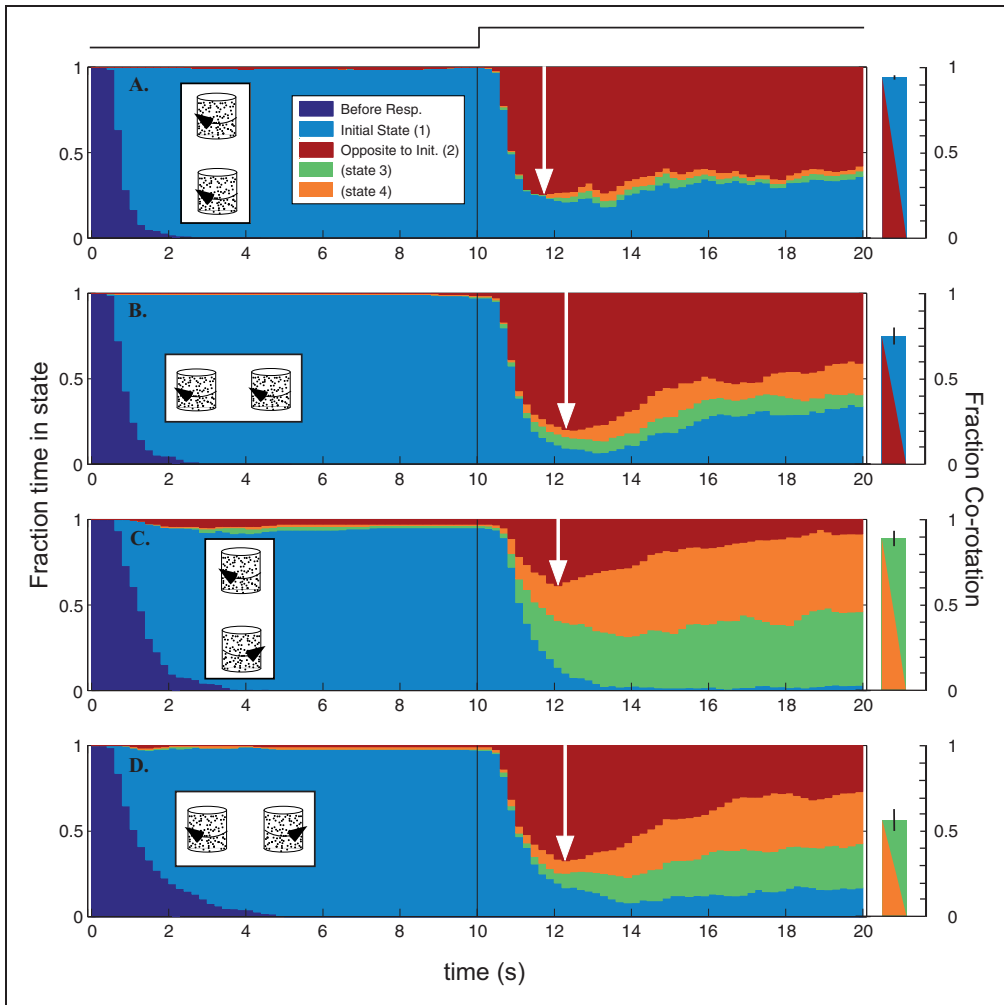 A.
Before Resp.
Initial State (1)
Opposite to Init. (2)
(state 3)
(state 4)
1
0.5
0
0 2 4 6 8 10 12 14 16 18 20
1
0.5
0
B.
1
0.5
0
0 2 4 6 8 10 12 14 16 18 20
1
0.5
0
C.
1
0.5
0
0 2 4 6 8 10 12 14 16 18 20
1
0.5
0
D.
1
0.5
0
0 2 4 6 8 10 12 14 16 18 20
1
0.5
0
Fraction time in state
Fraction Co-rotation
time (s)